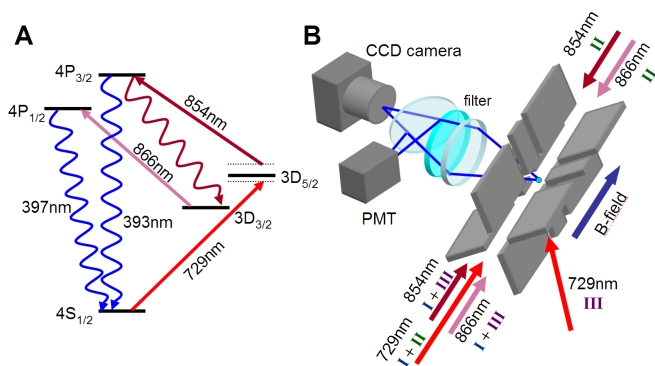 A
4P3/2
4P1/2
854nm
866nm
3D5/2
3D3/2
397nm
393nm
729nm
4S1/2
B
CCD camera
filter
PMT
854nm
II
866nm
II
B-field
729nm
III
854nm
I + III
729nm
I + II
866nm
I + III